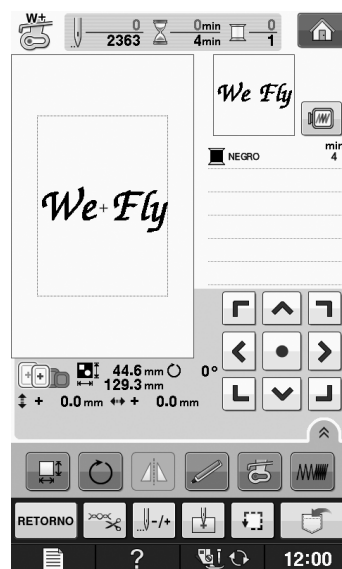 W±
0 0min 0
2363 4min 1
We Fly
NEGRO min 4
We Fly
44.6 mm 0°
129.3 mm
+ 0.0 mm + 0.0 mm
RETORNO -/+
? 12:00